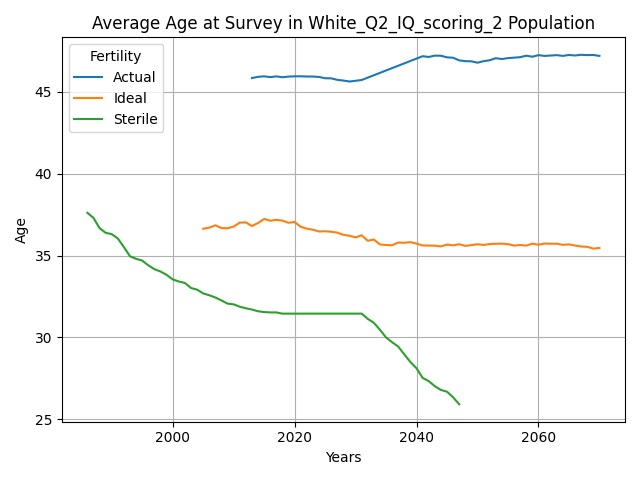 Average Age at Survey in White_Q2_IQ_scoring_2 Population
Fertility
Actual
Ideal
Sterile
45
40
35
30
25
Age
2000
2020
2040
2060
Years